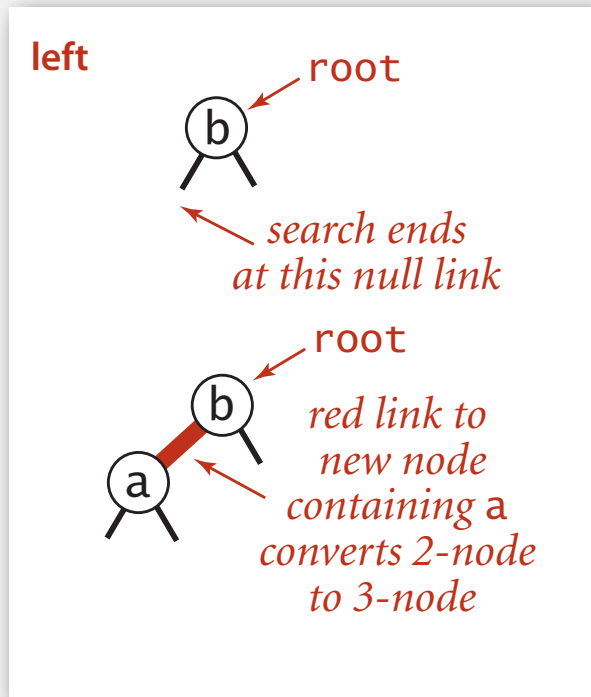 left
root
b
search ends
at this null link
root
b
red link to
new node
a
containing a
converts 2-node
to 3-node